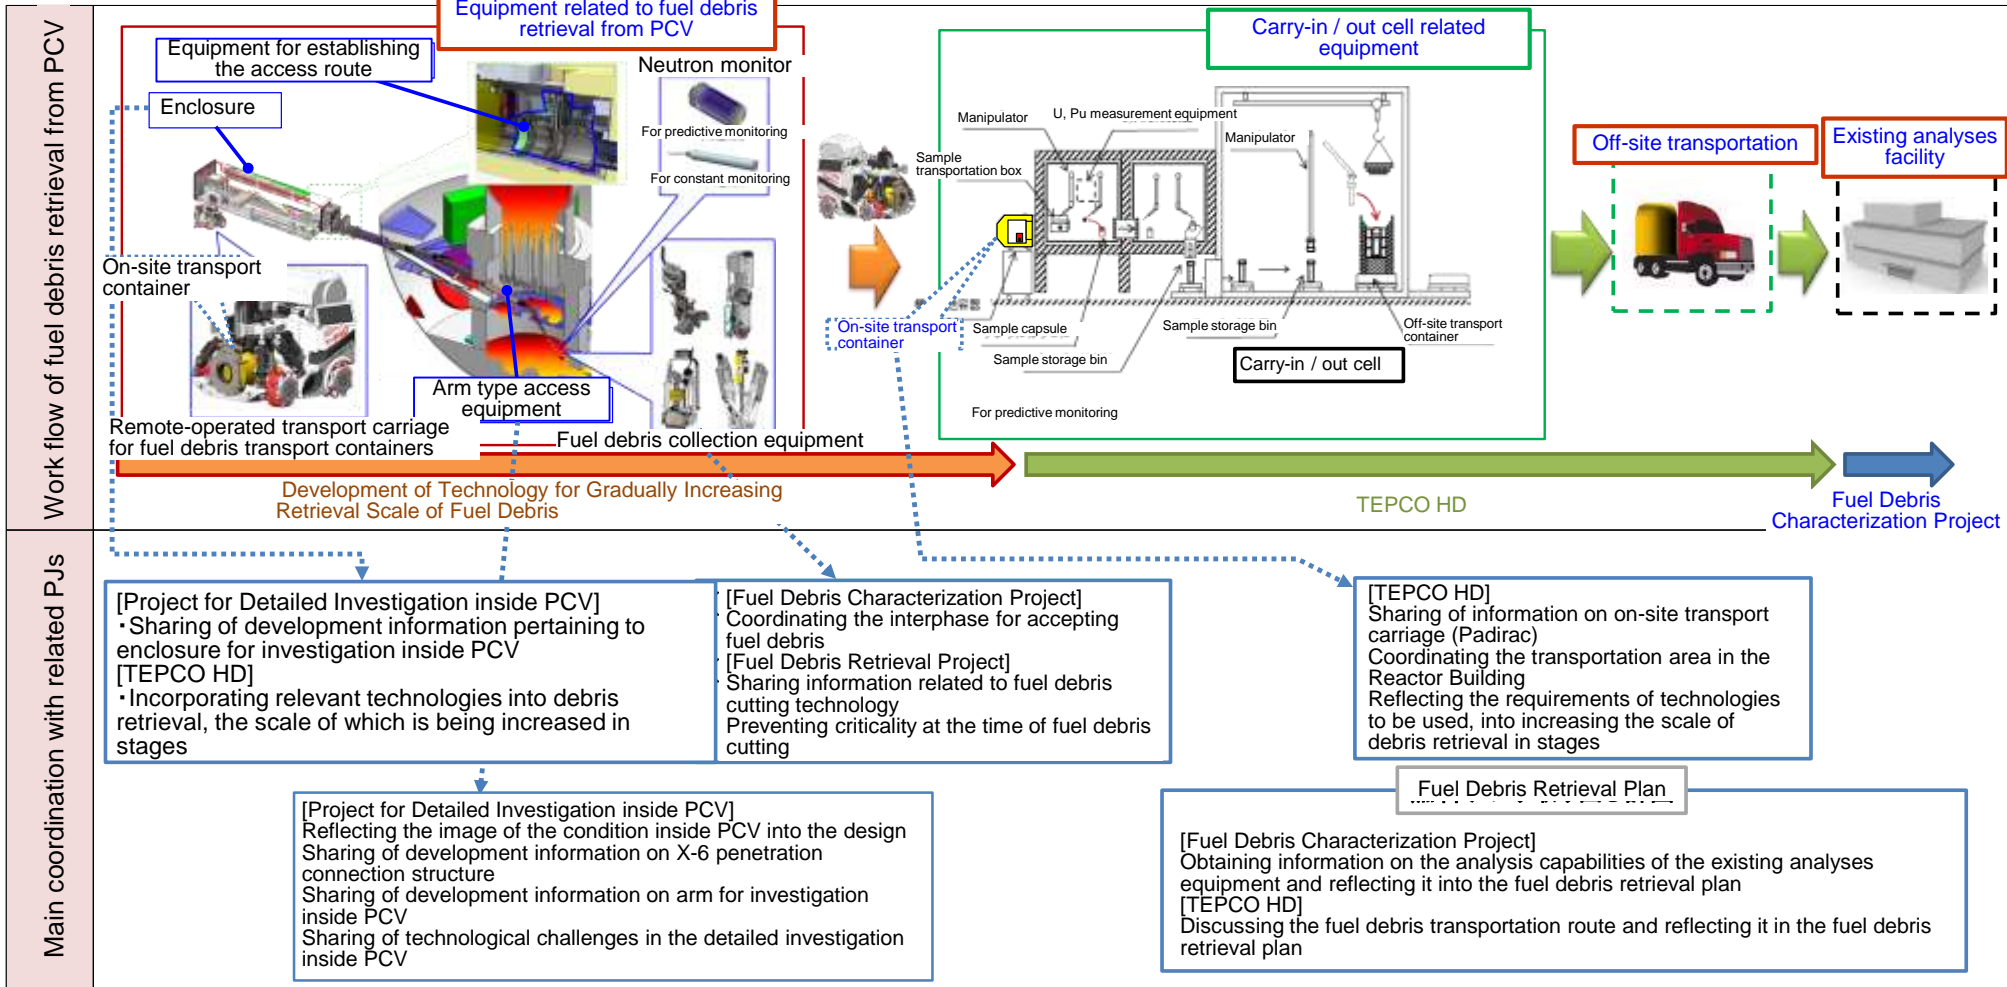 Work flow of fuel debris retrieval from PCV
Equipment related to fuel debris
retrieval from PCV
Equipment for establishing
the access route
Enclosure
Neutron monitor
For predictive monitoring
For constant monitoring
On-site transport
container
Arm type access
equipment
Remote-operated transport carriage
for fuel debris transport containers
Fuel debris collection equipment
Carry-in / out cell related
equipment
Manipulator
U, Pu measurement equipment
Manipulator
Sample
transportation box
On-site transport
container
Sample capsule
Sample storage bin
Sample storage bin
Off-site transport
container
Carry-in / out cell
For predictive monitoring
Off-site transportation
Existing analyses
facility
Development of Technology for Gradually Increasing
Retrieval Scale of Fuel Debris
TEPCO HD
Fuel Debris
Characterization Project
Main coordination with related PJs
[Project for Detailed Investigation inside PCV]
・Sharing of development information pertaining to
enclosure for investigation inside PCV
[TEPCO HD]
・Incorporating relevant technologies into debris
retrieval, the scale of which is being increased in
stages
[Fuel Debris Characterization Project]
Coordinating the interphase for accepting
fuel debris
[Fuel Debris Retrieval Project]
Sharing information related to fuel debris
cutting technology
Preventing criticality at the time of fuel debris
cutting
[TEPCO HD]
Sharing of information on on-site transport
carriage (Padirac)
Coordinating the transportation area in the
Reactor Building
Reflecting the requirements of technologies
to be used, into increasing the scale of
debris retrieval in stages
[Project for Detailed Investigation inside PCV]
Reflecting the image of the condition inside PCV into the design
Sharing of development information on X-6 penetration
connection structure
Sharing of development information on arm for investigation
inside PCV
Sharing of technological challenges in the detailed investigation
inside PCV
Fuel Debris Retrieval Plan
[Fuel Debris Characterization Project]
Obtaining information on the analysis capabilities of the existing analyses
equipment and reflecting it into the fuel debris retrieval plan
[TEPCO HD]
Discussing the fuel debris transportation route and reflecting it in the fuel debris
retrieval plan